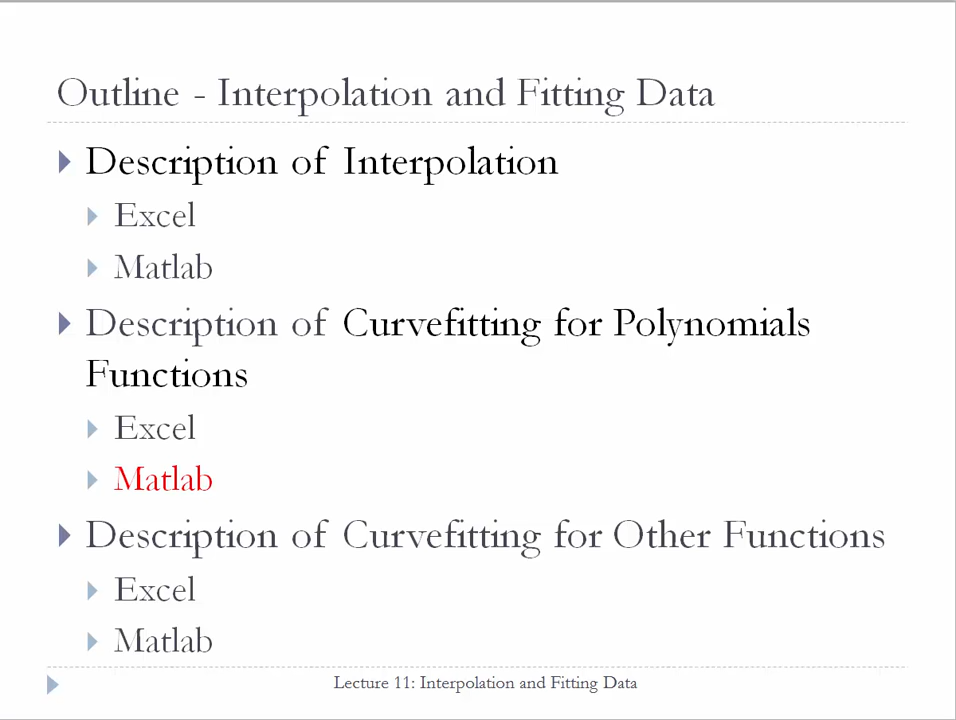 Outline - Interpolation and Fitting Data
Description of Interpolation
Excel
Matlab
Description of Curvefitting for Polynomials
Functions
Excel
Matlab
Description of Curvefitting for Other Functions
Excel
Matlab
Lecture 11: Interpolation and Fitting Data